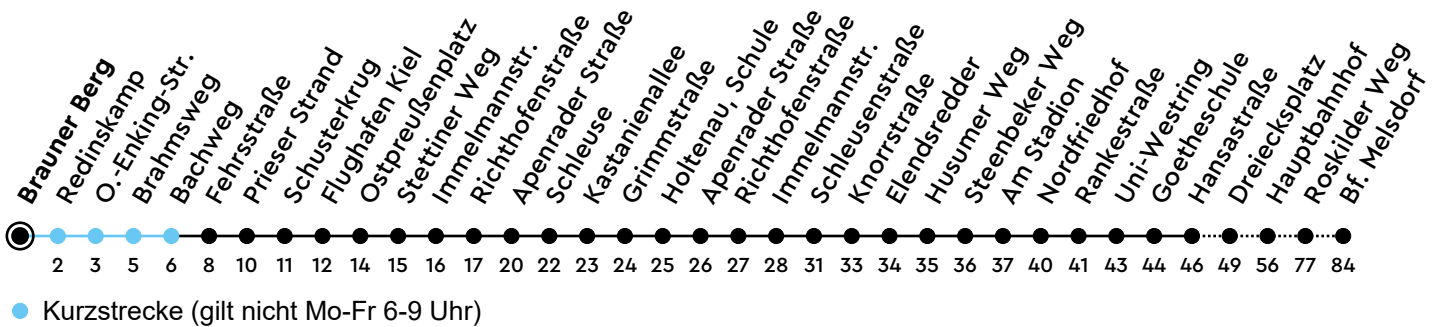 Brauner Berg
Redinskamp
O.-Enking-Str.
Brahmsweg
Bachweg
Fehrsstraße
Prieser Strand
Schusterkrug
Flughafen Kiel
Ostpreußenplatz
Stettiner Weg
Immelmannstr.
Richthofenstraße
Apenrader Straße
Schleuse
Kastanienallee
Grimmstraße
Holtenau, Schule
Apenrader Straße
Richthofenstraße
Immelmannstr.
Schleusenstraße
Knorrstraße
Elendsredder
Husumer Weg
Steenbeker Weg
Am Stadion
Nordfriedhof
Rankestraße
Uni-Westring
Goetheschule
Hansastraße
Dreiecksplatz
Hauptbahnhof
Roskilder Weg
Bf. Melsdorf
2 3 5 6 8 10 11 12 14 15 16 17 20 22 23 24 25 26 27 28 31 33 34 35 36 37 40 41 43 44 46 49 56 77 84
Kurzstrecke (gilt nicht Mo-Fr 6-9 Uhr)